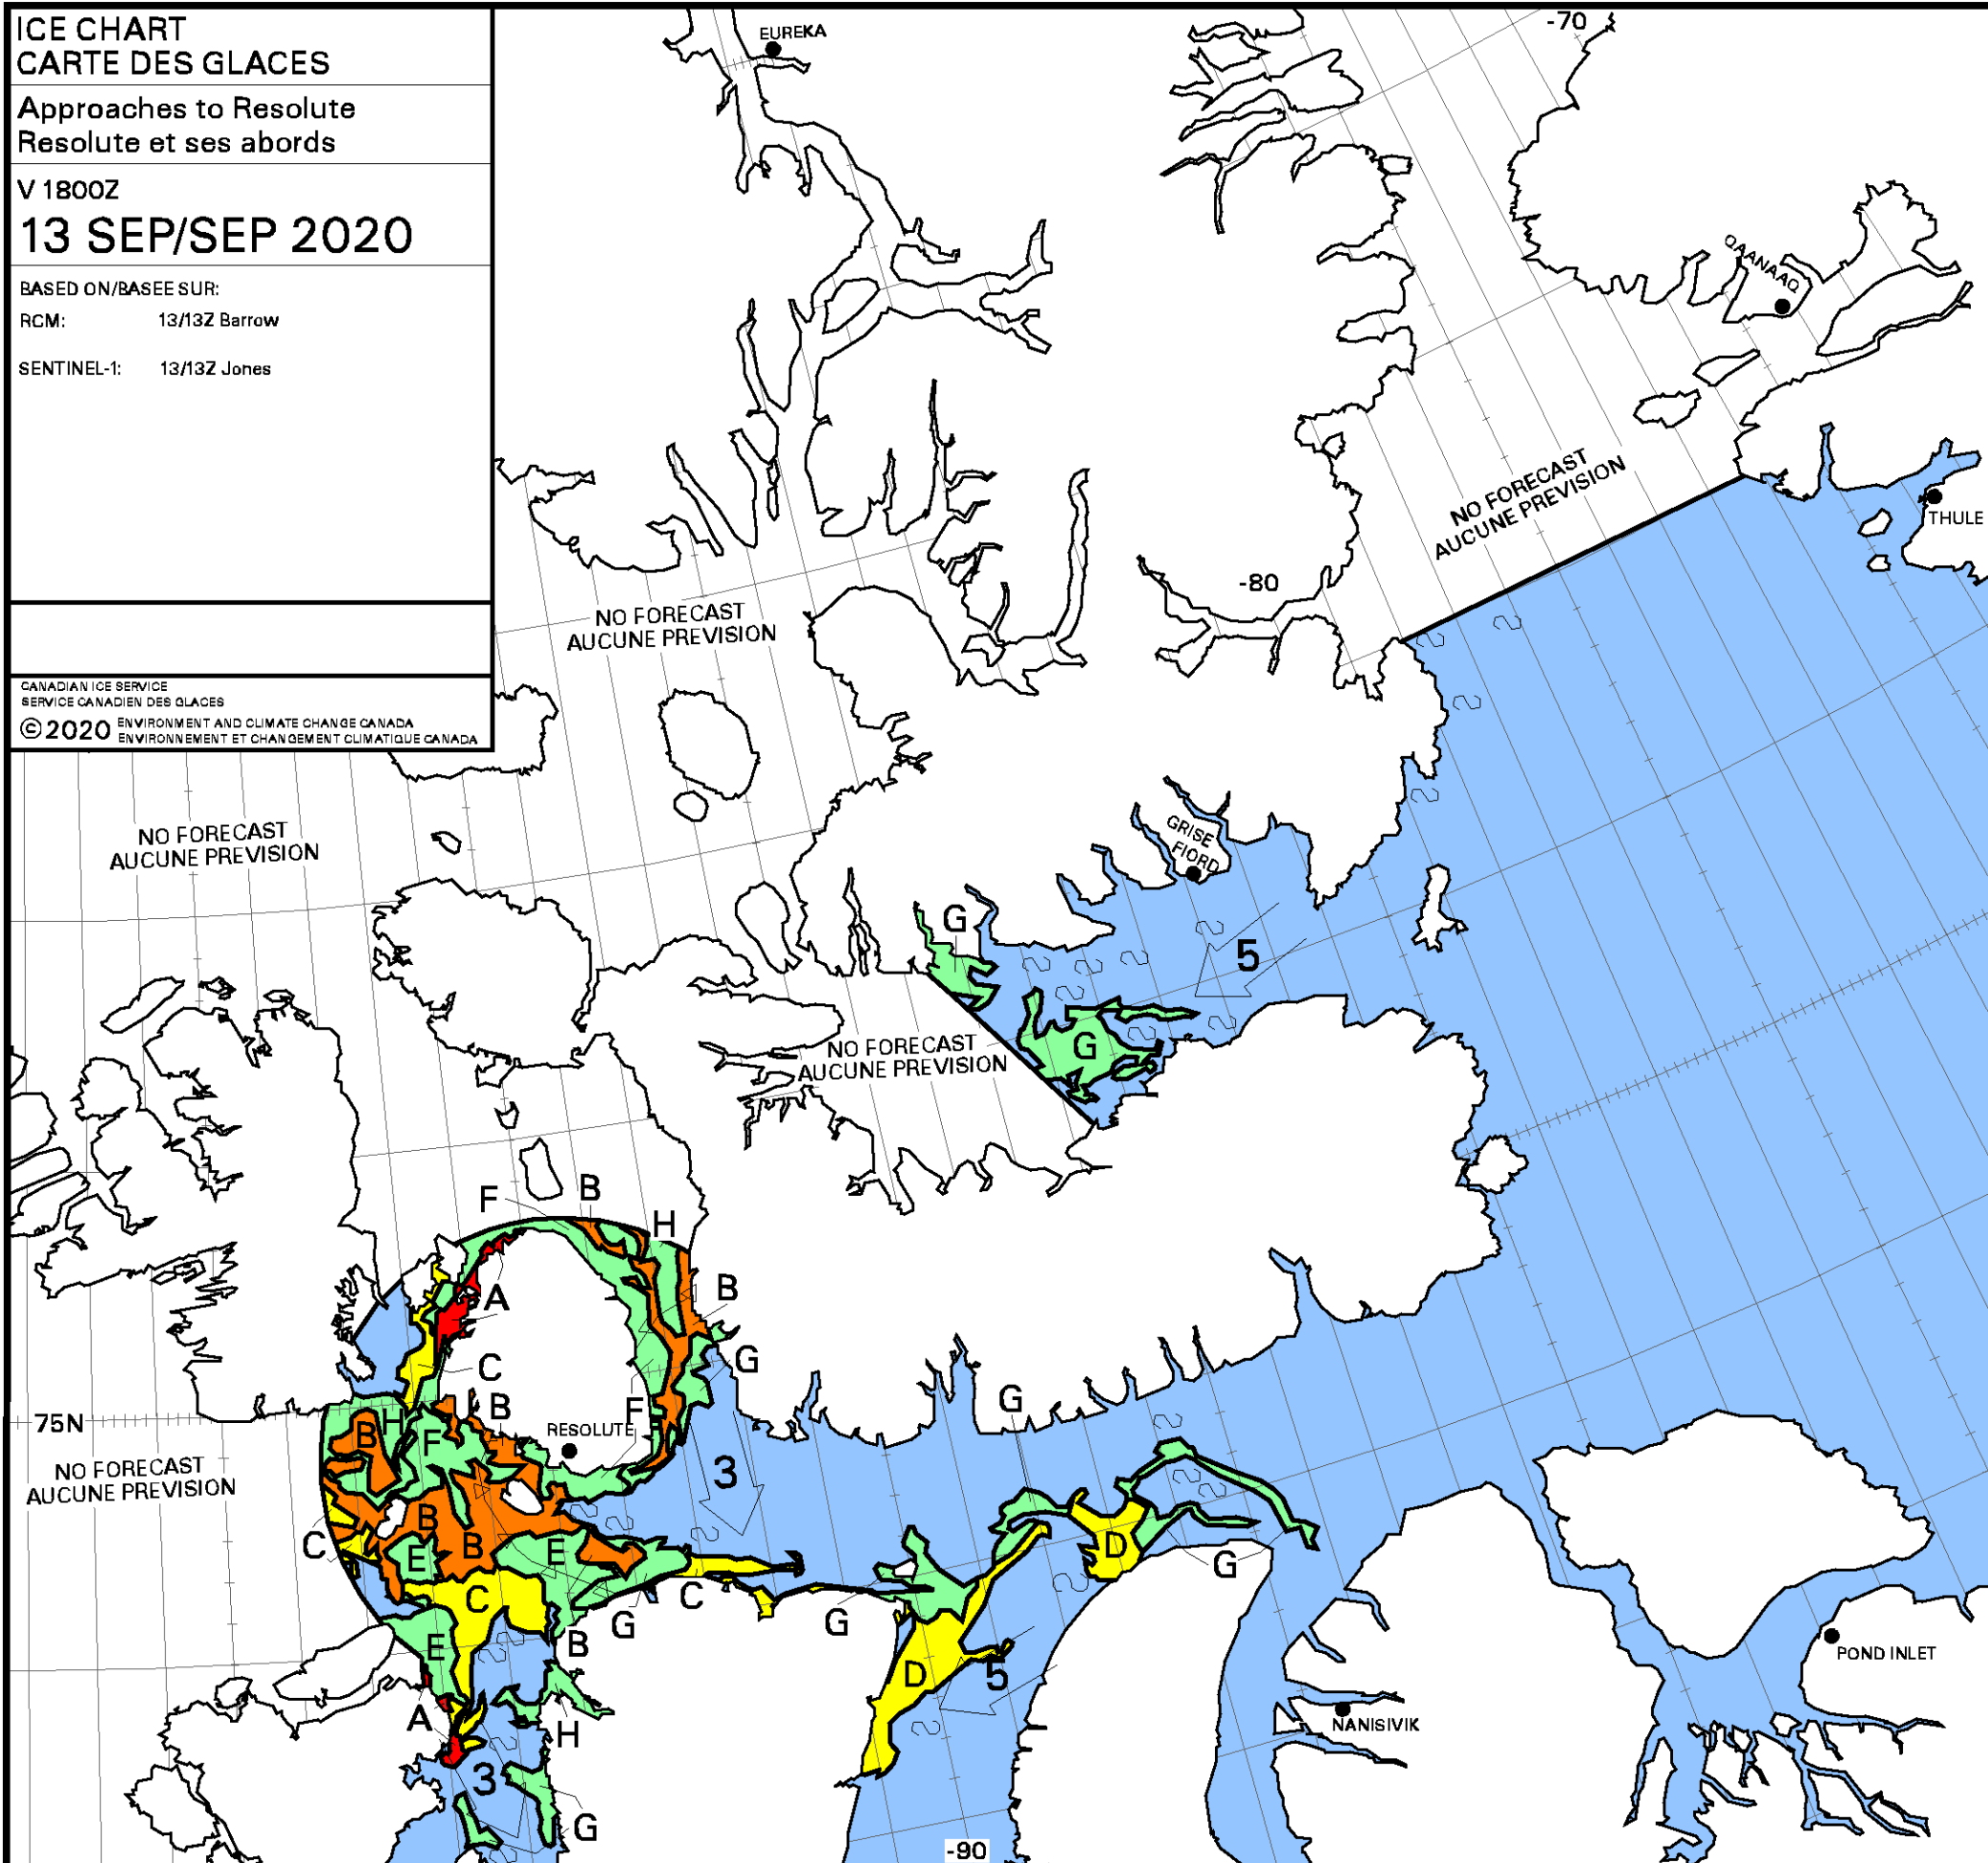 ICE CHART
CARTE DES GLACES
Approaches to Resolute
Resolute et ses abords
V 1800Z
13 SEP/SEP 2020
BASED ON/BASEE SUR:
RCM: 13/13Z Barrow
SENTINEL-1: 13/13Z Jones
CANADIAN ICE SERVICE
SERVICE CANADIEN DES GLACES
© 2020 ENVIRONMENT AND CLIMATE CHANGE CANADA
ENVIRONNEMENT ET CHANGEMENT CLIMATIQUE CANADA
-70
EUREKA
QAANAAQ
NO FORECAST
AUCUNE PREVISION
THULE
-80
NO FORECAST
AUCUNE PREVISION
NO FORECAST
AUCUNE PREVISION
GRISE
FIORD
G
5
G
NO FORECAST
AUCUNE PREVISION
F
B
H
A
B
C
G
G
75N
B
H
F
B
F
RESOLUTE
3
NO FORECAST
AUCUNE PREVISION
C
B
B
E
E
D
G
C
C
G
G
B
E
D
5
POND INLET
A
H
NANISIVIK
3
G
-90